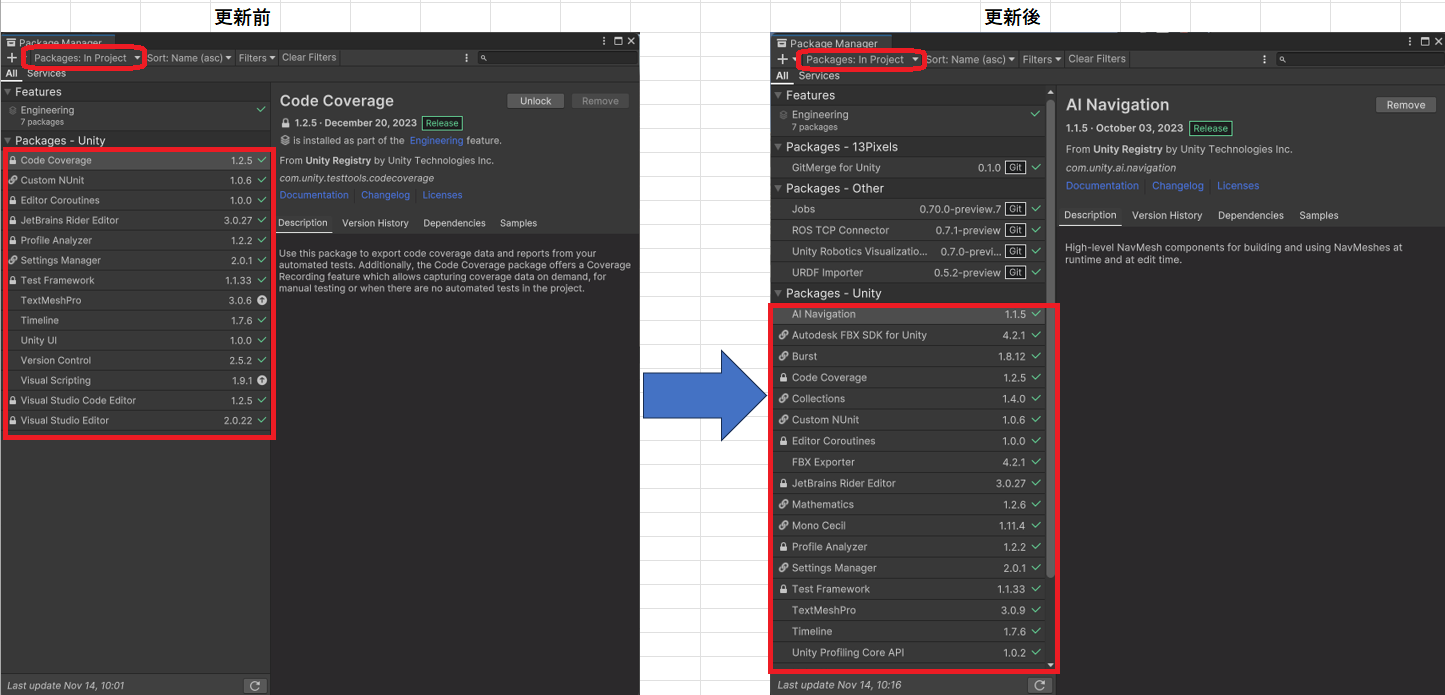 更新前
Package Manager
Packages: In Project
Sort: Name (asc)
Filters
Clear Filters
All
Services
Features
Engineering
7 packages
Packages - Unity
Code Coverage 1.2.5
Custom NUnit 1.0.6
Editor Coroutines 1.0.0
JetBrains Rider Editor 3.0.27
Profile Analyzer 1.2.2
Settings Manager 2.0.1
Test Framework 1.1.33
TextMeshPro 3.0.6
Timeline 1.7.6
Unity UI 1.0.0
Version Control 2.5.2
Visual Scripting 1.9.1
Visual Studio Code Editor 1.2.5
Visual Studio Editor 2.0.22
Last update Nov 14, 10:01
Code Coverage
Unlock
Remove
1.2.5 · December 20, 2023 Release
is installed as part of the Engineering feature.
From Unity Registry by Unity Technologies Inc.
com.unity.testtools.codecoverage
Documentation Changelog Licenses
Description Version History Dependencies Samples
Use this package to export code coverage data and reports from your
automated tests. Additionally, the Code Coverage package offers a Coverage
Recording feature which allows capturing coverage data on demand, for
manual testing or when there are no automated tests in the project.
更新後
Package Manager
Packages: In Project
Sort: Name (asc)
Filters
Clear Filters
All
Services
Features
Engineering
7 packages
Packages - 13Pixels
GitMerge for Unity 0.1.0 Git
Packages - Other
Jobs 0.70.0-preview.7 Git
ROS TCP Connector 0.7.1-preview Git
Unity Robotics Visualizatio... 0.7.0-previ... Git
URDF Importer 0.5.2-preview Git
Packages - Unity
AI Navigation 1.1.5
Autodesk FBX SDK for Unity 4.2.1
Burst 1.8.12
Code Coverage 1.2.5
Collections 1.4.0
Custom NUnit 1.0.6
Editor Coroutines 1.0.0
FBX Exporter 4.2.1
JetBrains Rider Editor 3.0.27
Mathematics 1.2.6
Mono Cecil 1.11.4
Profile Analyzer 1.2.2
Settings Manager 2.0.1
Test Framework 1.1.33
TextMeshPro 3.0.9
Timeline 1.7.6
Unity Profiling Core API 1.0.2
Last update Nov 14, 10:16
AI Navigation
Remove
1.1.5 · October 03, 2023 Release
From Unity Registry by Unity Technologies Inc.
com.unity.ai.navigation
Documentation Changelog Licenses
Description Version History Dependencies Samples
High-level NavMesh components for building and using NavMeshes at
runtime and at edit time.